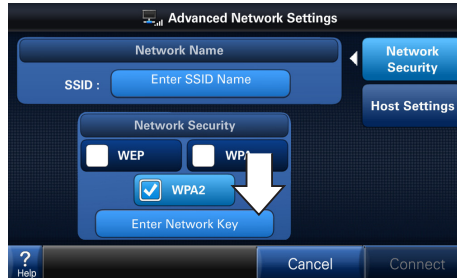 Advanced Network Settings
Network Name
SSID :
Enter SSID Name
Network
Security
Host Settings
Network Security
WEP
WPA
WPA2
Enter Network Key
?
Help
Cancel
Connect